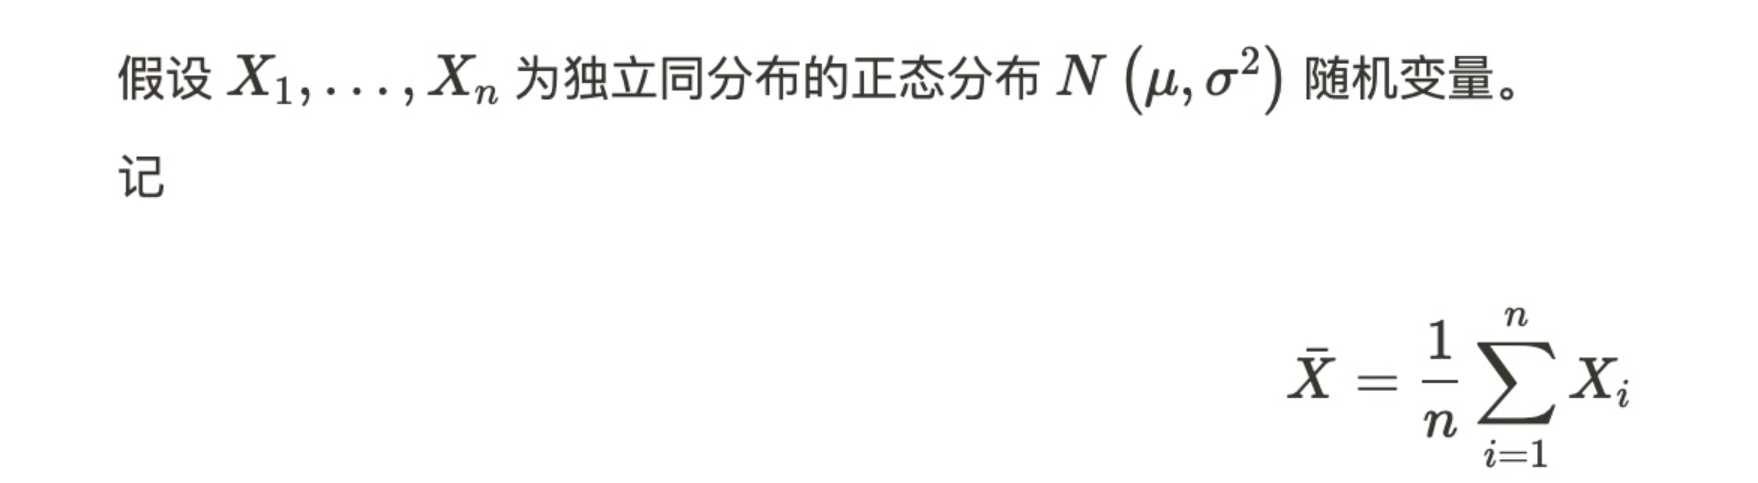 假设 $X_1, \ldots, X_n$ 为独立同分布的正态分布 $N\left(\mu, \sigma^2\right)$ 随机变量。
记
$\bar{X} = \frac{1}{n} \sum_{i=1}^{n} X_i$